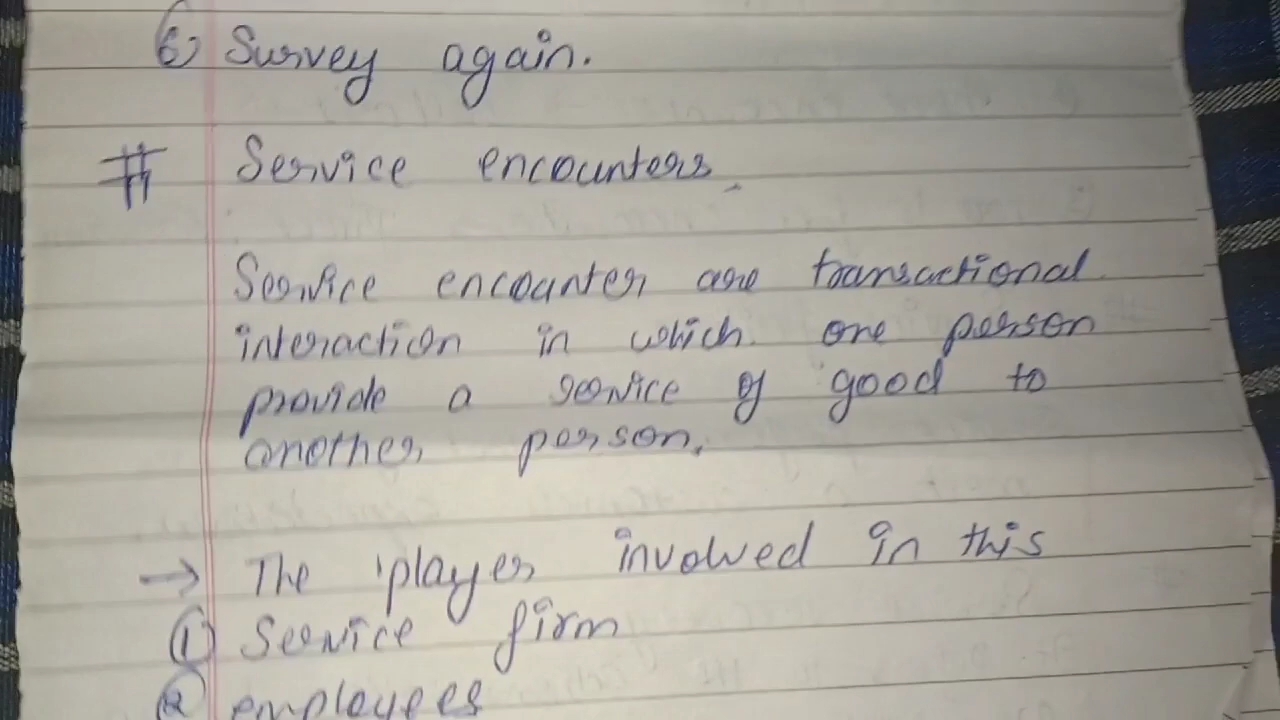 6) Survey again.
# Service encounters.
Service encounter are transactional
interaction in which one person
provide a service of good to
another person.
→ The player involved in this
① Service firm
② employees